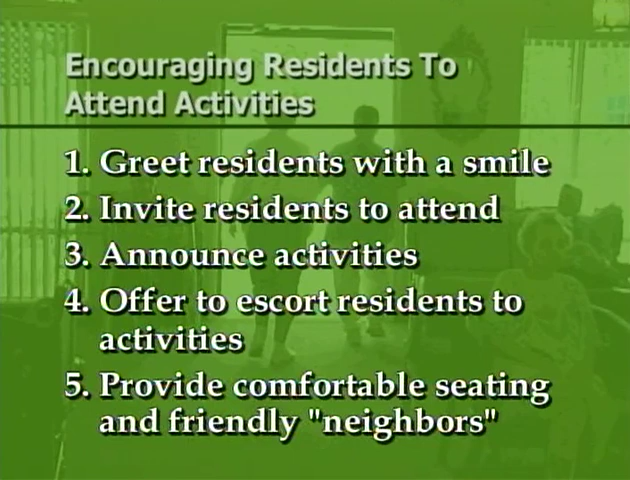 Encouraging Residents To
Attend Activities
1. Greet residents with a smile
2. Invite residents to attend
3. Announce activities
4. Offer to escort residents to
activities
5. Provide comfortable seating
and friendly "neighbors"